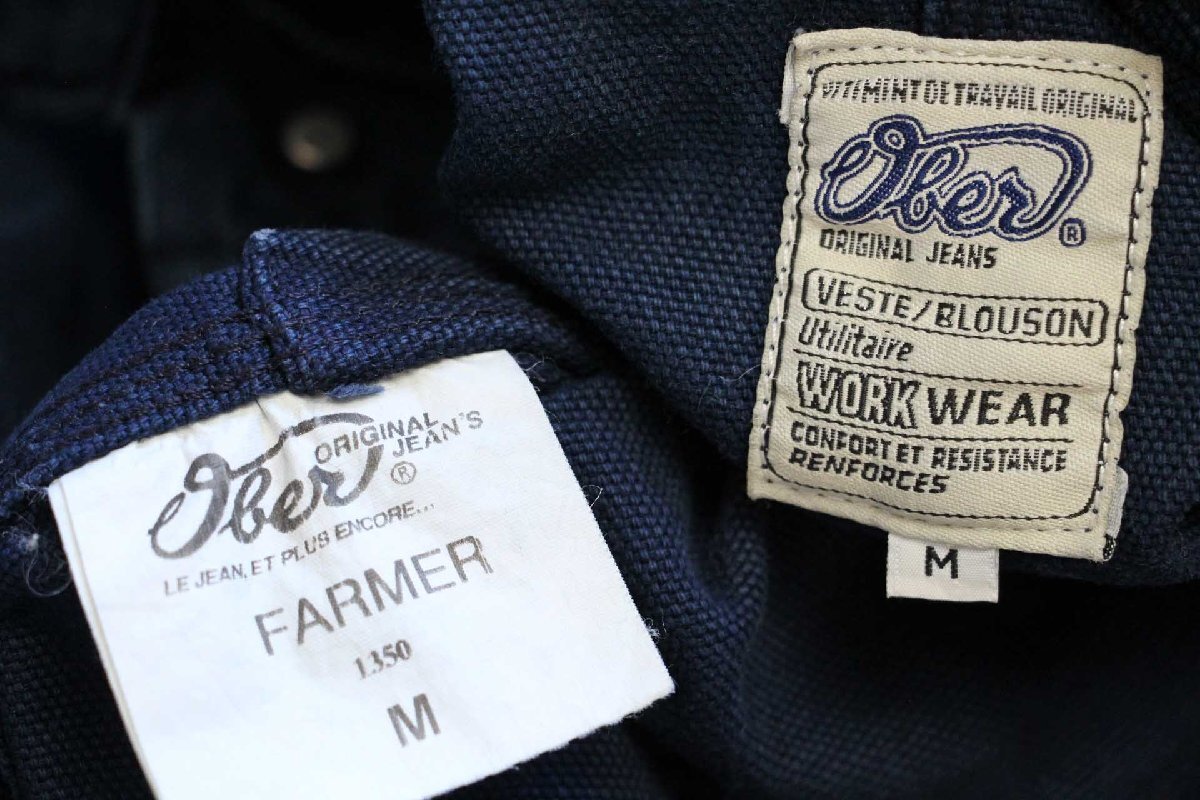 ORIGINAL
JEAN'S
Ober®
LE JEAN, ET PLUS ENCORE...
FARMER
1.350
M
VETEMINT DE TRAVAIL ORIGINAL
Ober®
ORIGINAL JEANS
VESTE/BLOUSON
Utilitaire
WORK WEAR
CONFORT ET RESISTANCE
RENFORCES
M